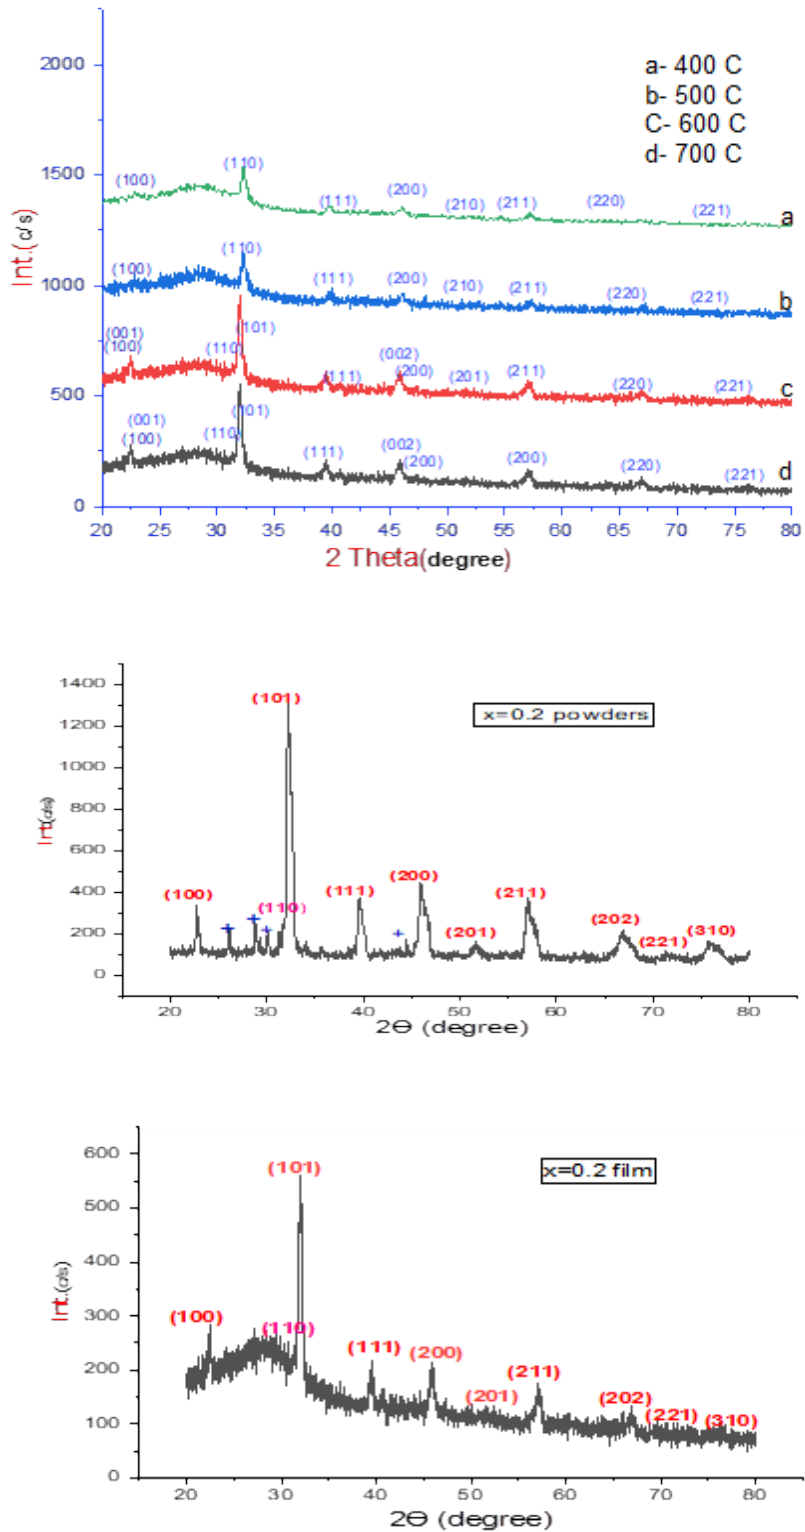 2000
1500
1000
500
0
Int.(c/s)
a- 400 C
b- 500 C
C- 600 C
d- 700 C
(100) (110) (111) (200) (210) (211) (220) (221) a
(100) (110) (111) (200) (210) (211) (220) (221) b
(001) (100) (110) (101) (111) (002) (200) (201) (211) (220) (221) c
(001) (100) (110) (101) (111) (002) (200) (200) (220) (221) d
20 25 30 35 40 45 50 55 60 65 70 75 80
2 Theta(degree)
1400
1200
1000
800
600
400
200
0
x=0.2 powders
(100) (110) (101) (111) (200) (201) (211) (202) (221) (310)
+ + + +
20 30 40 50 60 70 80
2Θ (degree)
600
500
400
300
200
100
0
Int.(c/s)
x=0.2 film
(100) (110) (101) (111) (200) (201) (211) (202) (221) (310)
20 30 40 50 60 70 80
2Θ (degree)